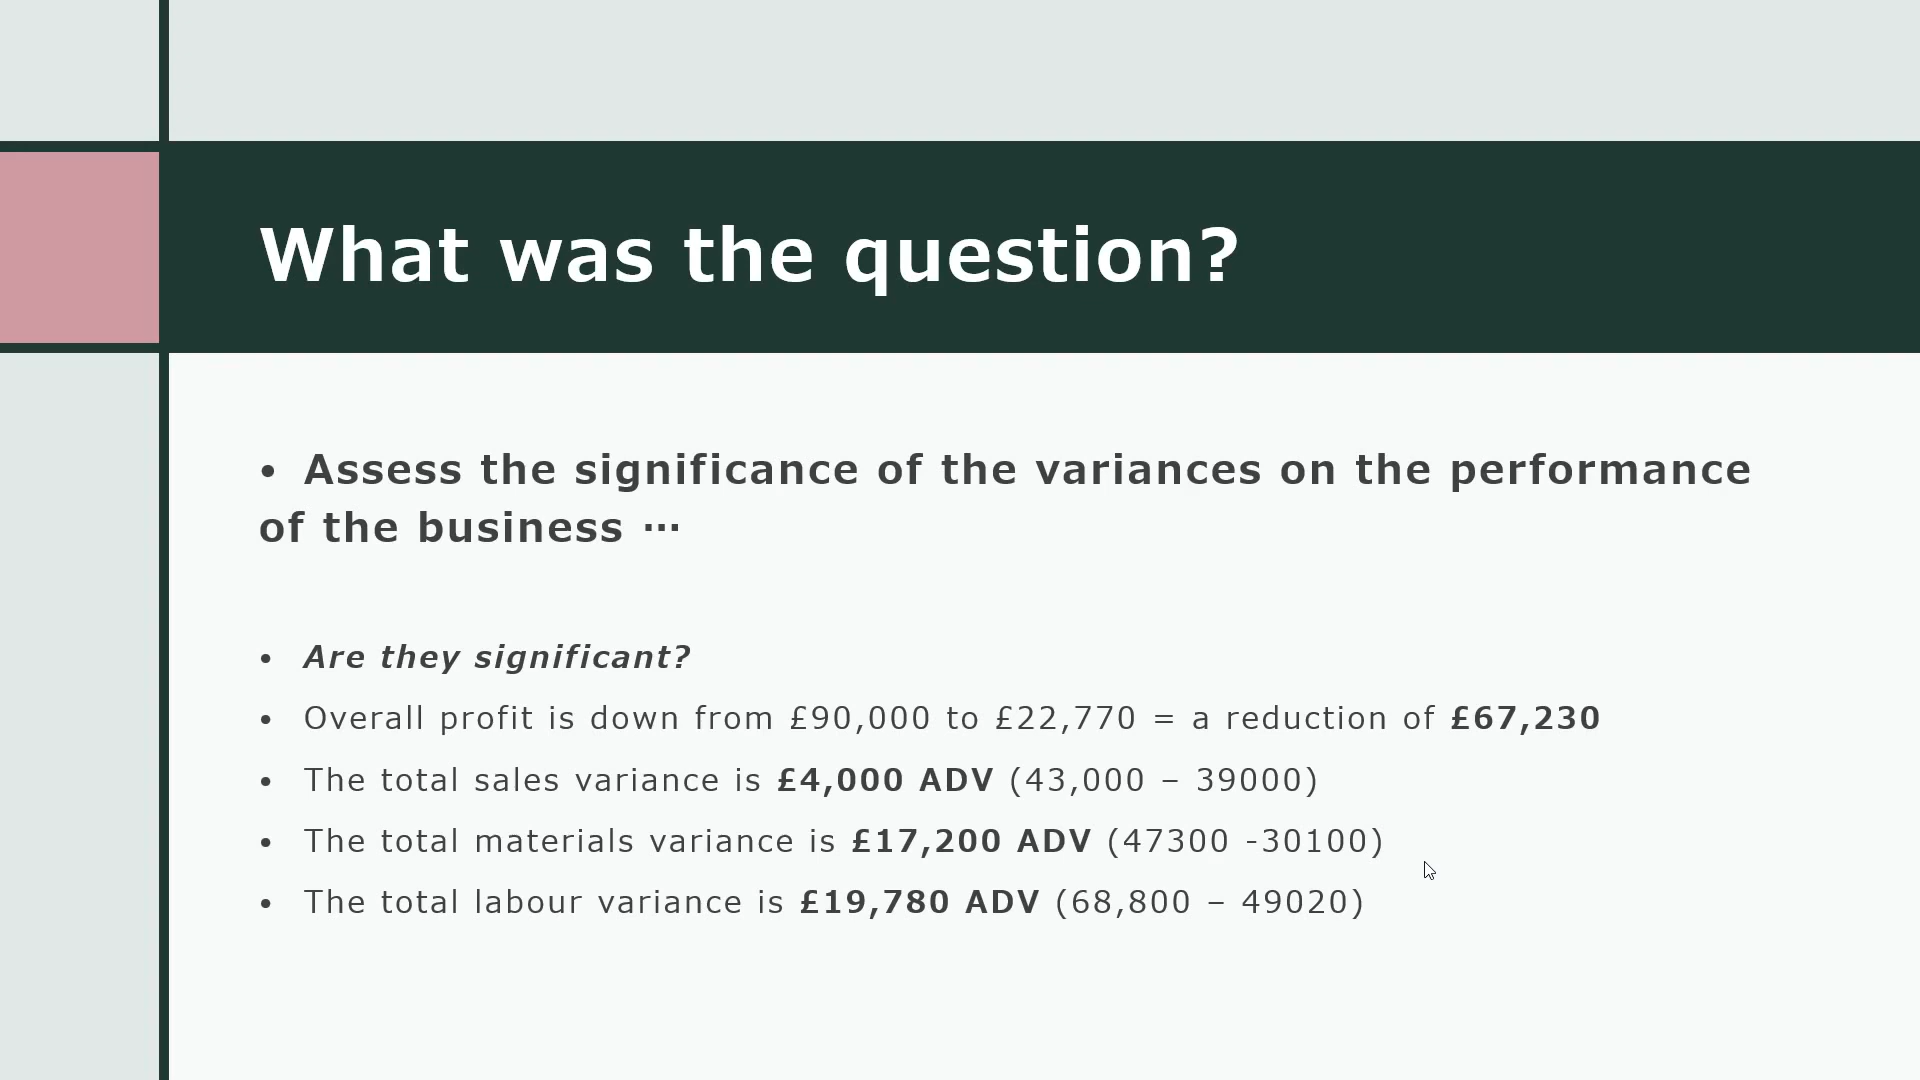 What was the question?
• Assess the significance of the variances on the performance
of the business ⋯
• Are they significant?
• Overall profit is down from £90,000 to £22,770 = a reduction of £67,230
• The total sales variance is £4,000 ADV (43,000 – 39000)
• The total materials variance is £17,200 ADV (47300 -30100)
• The total labour variance is £19,780 ADV (68,800 – 49020)